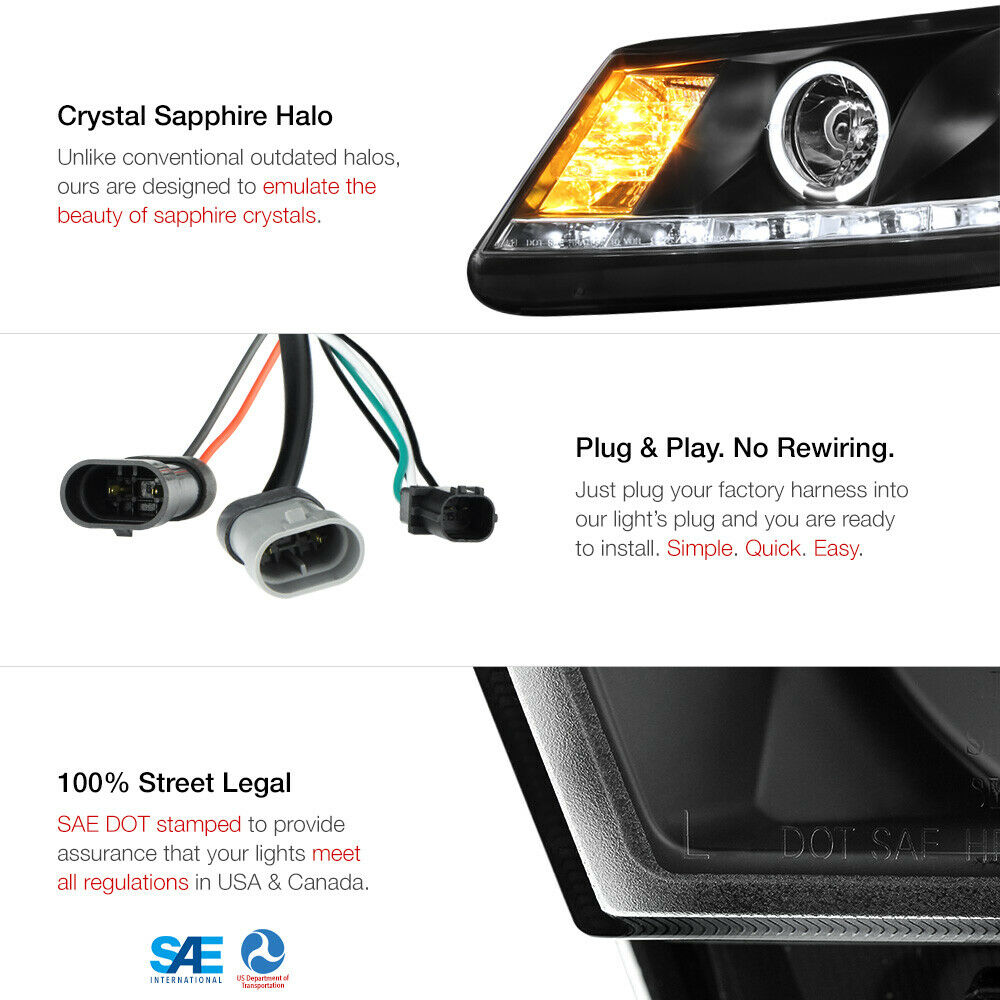 Crystal Sapphire Halo
Unlike conventional outdated halos,
ours are designed to emulate the
beauty of sapphire crystals.
DOT SAE
Plug & Play. No Rewiring.
Just plug your factory harness into
our light's plug and you are ready
to install. Simple. Quick. Easy.
100% Street Legal
SAE DOT stamped to provide
assurance that your lights meet
all regulations in USA & Canada.
L DOT SAE
SAE
INTERNATIONAL
US Department of
Transportation